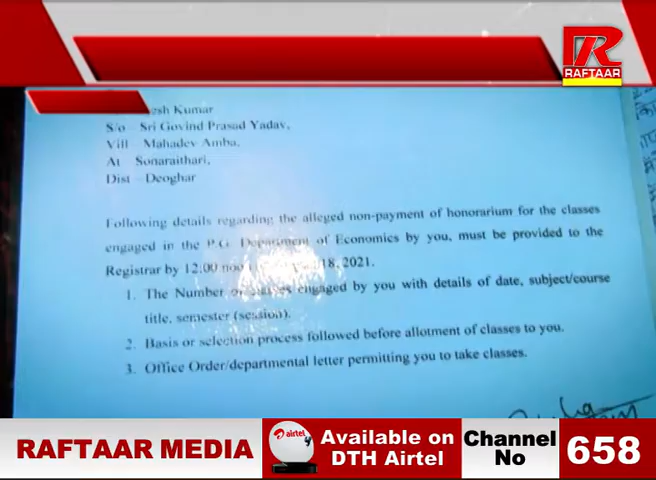 RAFTAAR
esh Kumar
S/o Sri Govind Prasad Yadav,
Vill Mahadev Amba,
At Sonaraithari,
Dist - Deoghar
Following details regarding the alleged non-payment of honorarium for the classes
engaged in the P.G. Department of Economics by you, must be provided to the
Registrar by 12.00 18, 2021.
1. The Number engaged by you with details of date, subject/course
title, semester (session).
2. Basis or selection process followed before allotment of classes to you.
3. Office Order/departmental letter permitting you to take classes.
RAFTAAR MEDIA
airtel
Available on
DTH Airtel
Channel
No
658